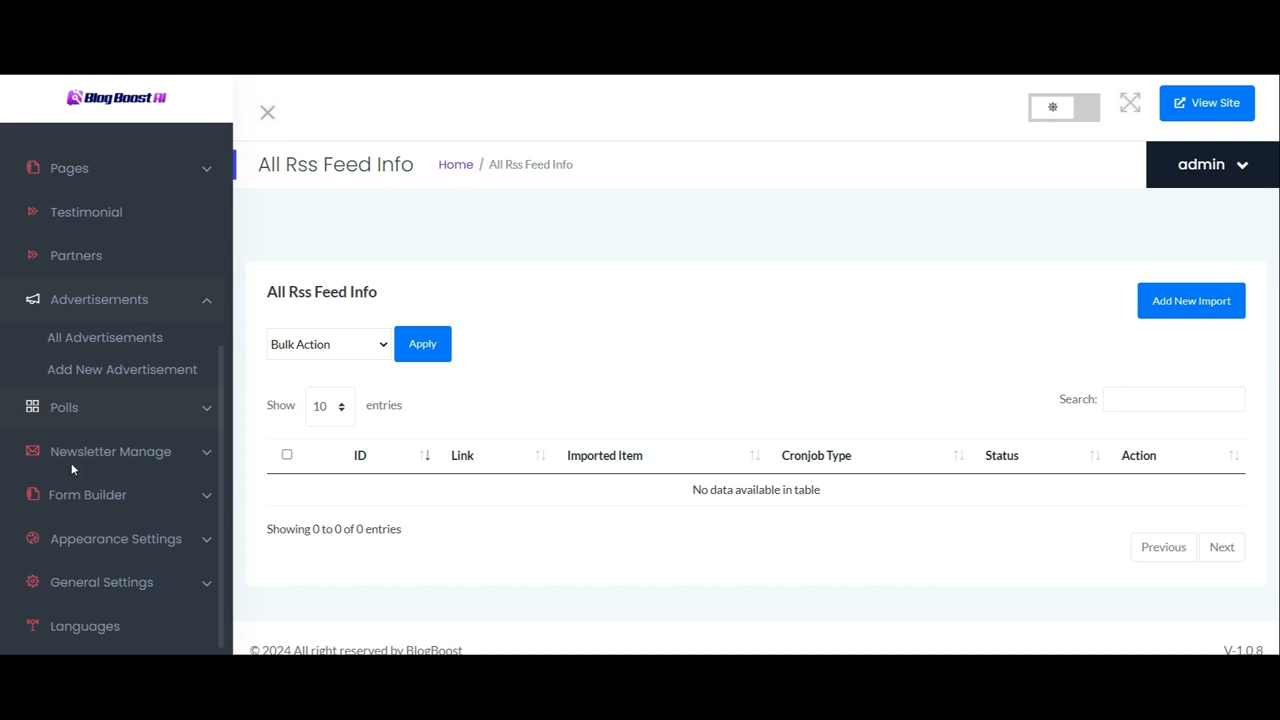 Blog Boost AI
View Site
Pages
All Rss Feed Info
Home / All Rss Feed Info
admin
Testimonial
Partners
Advertisements
All Advertisements
Add New Advertisement
Polls
Newsletter Manage
Form Builder
Appearance Settings
General Settings
Languages
All Rss Feed Info
Add New Import
Bulk Action
Apply
Show 10 entries
Search:
ID Link Imported Item Cronjob Type Status Action
No data available in table
Showing 0 to 0 of 0 entries
Previous Next
© 2024 All right reserved by BlogBoost
V-1.0.8